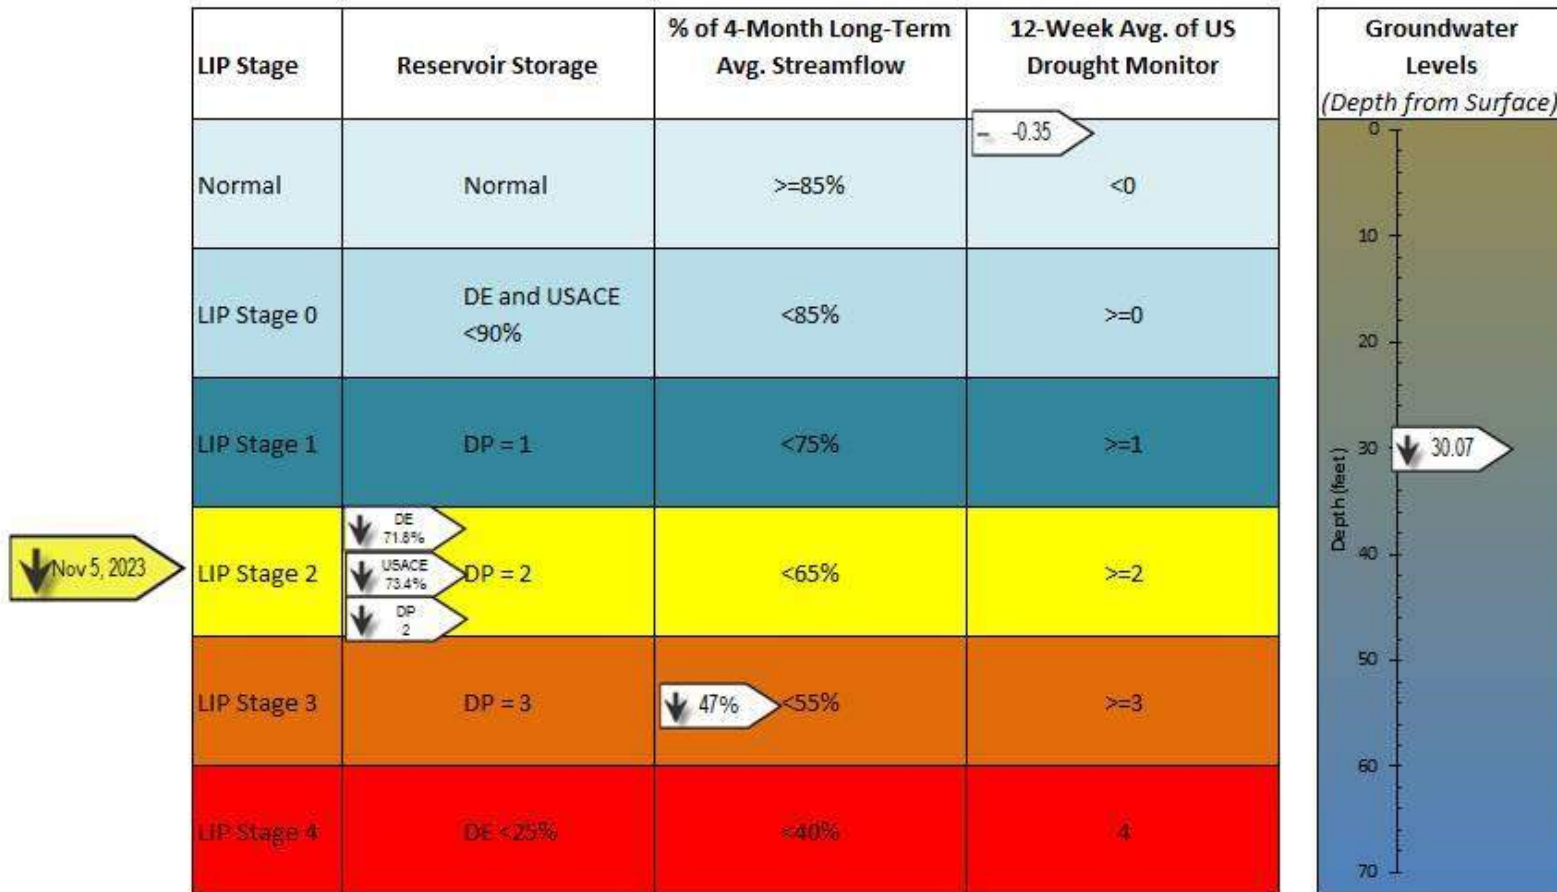 LIP Stage
Reservoir Storage
% of 4-Month Long-Term
Avg. Streamflow
12-Week Avg. of US
Drought Monitor
Groundwater
Levels
(Depth from Surface)
- -0.35
Normal
Normal
>=85%
<0
LIP Stage 0
DE and USACE
<90%
<85%
>=0
LIP Stage 1
DP = 1
<75%
>=1
Nov 5, 2023
LIP Stage 2
DE
71.8%
USACE
73.4%
DP
2
DP = 2
<65%
>=2
LIP Stage 3
DP = 3
47%
<55%
>=3
LIP Stage 4
DE <25%
<40%
4
Depth (feet)
0
10
20
30
30.07
40
50
60
70